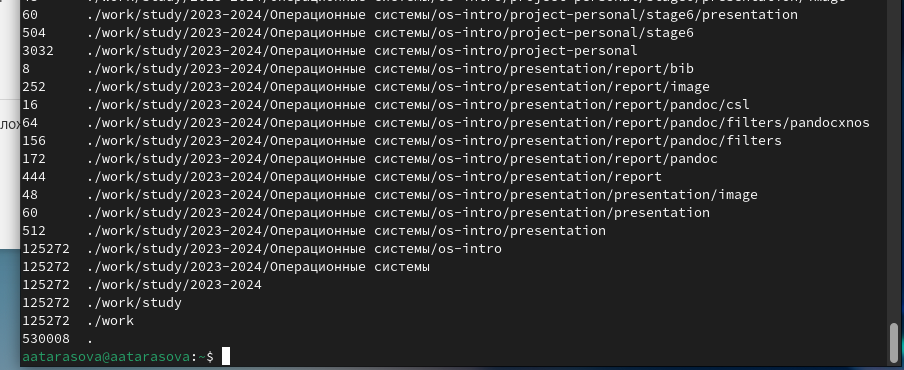 60 ./work/study/2023-2024/Операционные системы/os-intro/project-personal/stage6/presentation
504 ./work/study/2023-2024/Операционные системы/os-intro/project-personal/stage6
3032 ./work/study/2023-2024/Операционные системы/os-intro/project-personal
8 ./work/study/2023-2024/Операционные системы/os-intro/presentation/report/bib
252 ./work/study/2023-2024/Операционные системы/os-intro/presentation/report/image
16 ./work/study/2023-2024/Операционные системы/os-intro/presentation/report/pandoc/csl
64 ./work/study/2023-2024/Операционные системы/os-intro/presentation/report/pandoc/filters/pandocxnos
156 ./work/study/2023-2024/Операционные системы/os-intro/presentation/report/pandoc/filters
172 ./work/study/2023-2024/Операционные системы/os-intro/presentation/report/pandoc
444 ./work/study/2023-2024/Операционные системы/os-intro/presentation/report
48 ./work/study/2023-2024/Операционные системы/os-intro/presentation/presentation/image
60 ./work/study/2023-2024/Операционные системы/os-intro/presentation/presentation
512 ./work/study/2023-2024/Операционные системы/os-intro/presentation
125272 ./work/study/2023-2024/Операционные системы/os-intro
125272 ./work/study/2023-2024/Операционные системы
125272 ./work/study/2023-2024
125272 ./work/study
125272 ./work
530008 .
aatarasova@aatarasova:~$